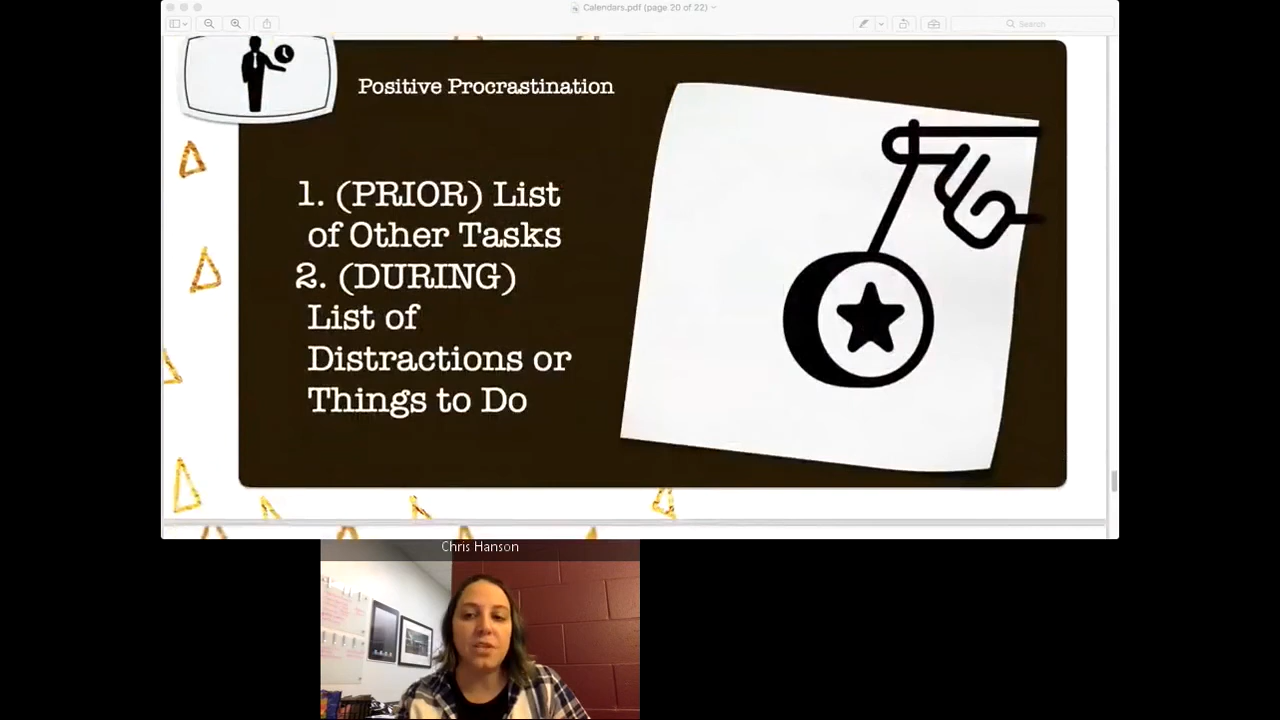 Calendars.pdf (page 20 of 22)
Search
Positive Procrastination
1. (PRIOR) List
of Other Tasks
2. (DURING)
List of
Distractions or
Things to Do
Chris Hanson